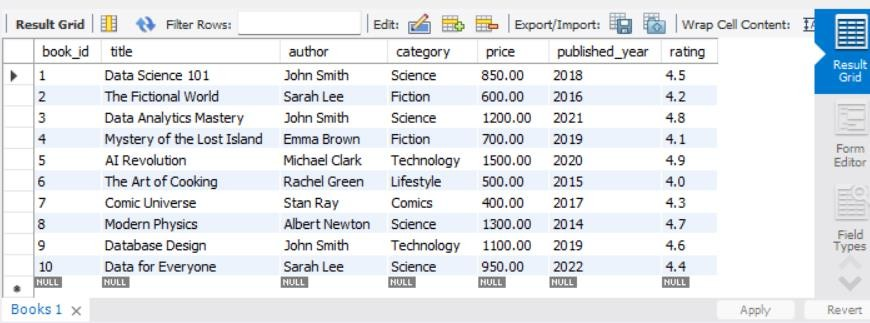 Result Grid Filter Rows: Edit: Export/Import: Wrap Cell Content:
book_id title author category price published_year rating
1 Data Science 101 John Smith Science 850.00 2018 4.5
2 The Fictional World Sarah Lee Fiction 600.00 2016 4.2
3 Data Analytics Mastery John Smith Science 1200.00 2021 4.8
4 Mystery of the Lost Island Emma Brown Fiction 700.00 2019 4.1
5 AI Revolution Michael Clark Technology 1500.00 2020 4.9
6 The Art of Cooking Rachel Green Lifestyle 500.00 2015 4.0
7 Comic Universe Stan Ray Comics 400.00 2017 4.3
8 Modern Physics Albert Newton Science 1300.00 2014 4.7
9 Database Design John Smith Technology 1100.00 2019 4.6
10 Data for Everyone Sarah Lee Science 950.00 2022 4.4
NULL NULL NULL NULL NULL NULL NULL
Result
Grid
Form
Editor
Field
Types
Books 1 Apply Revert